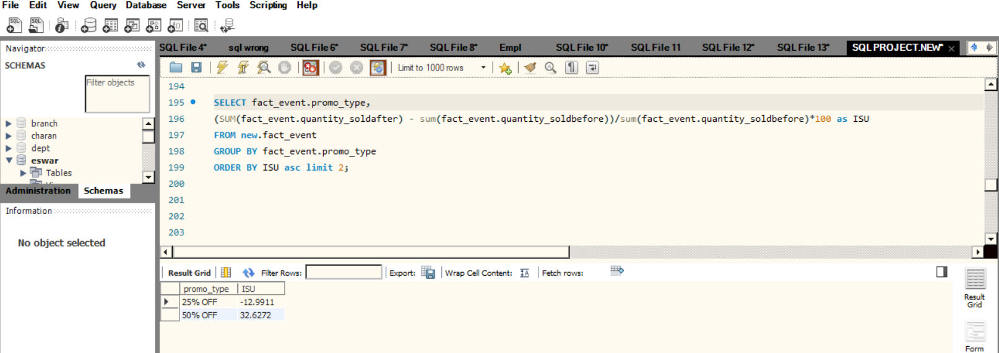 File Edit View Query Database Server Tools Scripting Help
SQL SQL
Navigator
SCHEMAS
Filter objects
branch
charan
dept
eswar
Tables
Administration Schemas
Information
No object selected
SQL File 4* sql wrong SQL File 6* SQL File 7* SQL File 8* Empl SQL File 10* SQL File 11 SQL File 12* SQL File 13* SQL PROJECT.NEW*
Limit to 1000 rows
194
195 SELECT fact_event.promo_type,
196 (SUM(fact_event.quantity_soldafter) - sum(fact_event.quantity_soldbefore))/sum(fact_event.quantity_soldbefore)*100 as ISU
197 FROM new.fact_event
198 GROUP BY fact_event.promo_type
199 ORDER BY ISU asc limit 2;
200
201
202
203
Result Grid Filter Rows: Export: Wrap Cell Content: IA Fetch rows:
promo_type ISU
25% OFF -12.9911
50% OFF 32.6272
Result
Grid
Form